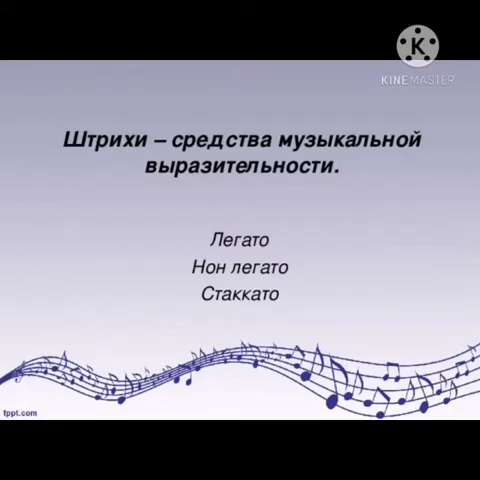 K
KINEMASTER
Штрихи – средства музыкальной
выразительности.
Легато
Нон легато
Стаккато
fppt.com